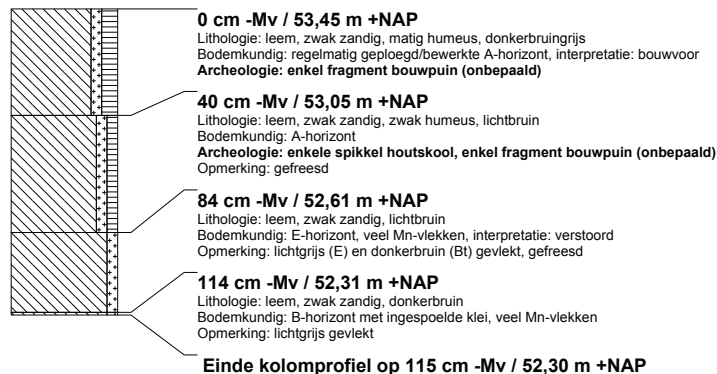 0 cm -Mv / 53,45 m +NAP
Lithologie: leem, zwak zandig, matig humeus, donkerbruingrijs
Bodemkundig: regelmatig geploegd/bewerkte A-horizont, interpretatie: bouwvoor
Archeologie: enkel fragment bouwpuin (onbepaald)
40 cm -Mv / 53,05 m +NAP
Lithologie: leem, zwak zandig, zwak humeus, lichtbruin
Bodemkundig: A-horizont
Archeologie: enkele spikkel houtskool, enkel fragment bouwpuin (onbepaald)
Opmerking: gefreesd
84 cm -Mv / 52,61 m +NAP
Lithologie: leem, zwak zandig, lichtbruin
Bodemkundig: E-horizont, veel Mn-vlekken, interpretatie: verstoord
Opmerking: lichtgrijs (E) en donkerbruin (Bt) gevlekt, gefreesd
114 cm -Mv / 52,31 m +NAP
Lithologie: leem, zwak zandig, donkerbruin
Bodemkundig: B-horizont met ingespoelde klei, veel Mn-vlekken
Opmerking: lichtgrijs gevlekt
Einde kolomprofiel op 115 cm -Mv / 52,30 m +NAP